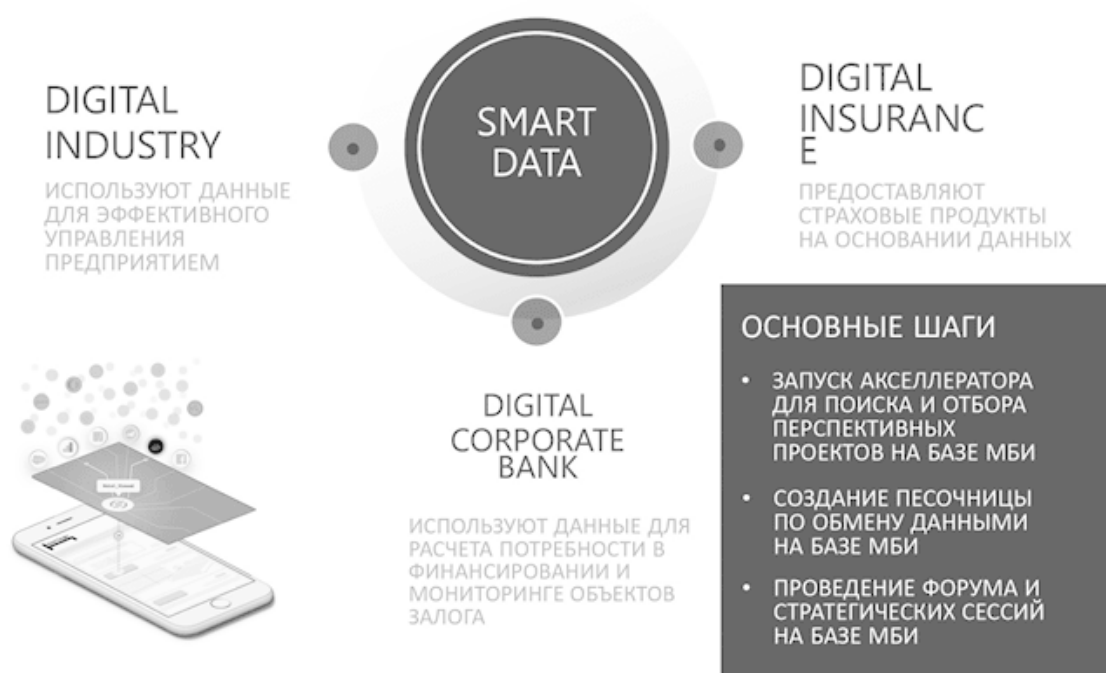 DIGITAL
INDUSTRY
ИСПОЛЬЗУЮТ ДАННЫЕ
ДЛЯ ЭФФЕКТИВНОГО
УПРАВЛЕНИЯ
ПРЕДПРИЯТИЕМ
SMART
DATA
DIGITAL
INSURANC
E
ПРЕДОСТАВЛЯЮТ
СТРАХОВЫЕ ПРОДУКТЫ
НА ОСНОВАНИИ ДАННЫХ
DIGITAL
CORPORATE
BANK
ИСПОЛЬЗУЮТ ДАННЫЕ ДЛЯ
РАСЧЕТА ПОТРЕБНОСТИ В
ФИНАНСИРОВАНИИ И
МОНИТОРИНГЕ ОБЪЕКТОВ
ЗАЛОГА
ОСНОВНЫЕ ШАГИ
• ЗАПУСК АКСЕЛЛЕРАТОРА
ДЛЯ ПОИСКА И ОТБОРА
ПЕРСПЕКТИВНЫХ
ПРОЕКТОВ НА БАЗЕ МБИ
• СОЗДАНИЕ ПЕСОЧНИЦЫ
ПО ОБМЕНУ ДАННЫМИ
НА БАЗЕ МБИ
• ПРОВЕДЕНИЕ ФОРУМА И
СТРАТЕГИЧЕСКИХ СЕССИЙ
НА БАЗЕ МБИ